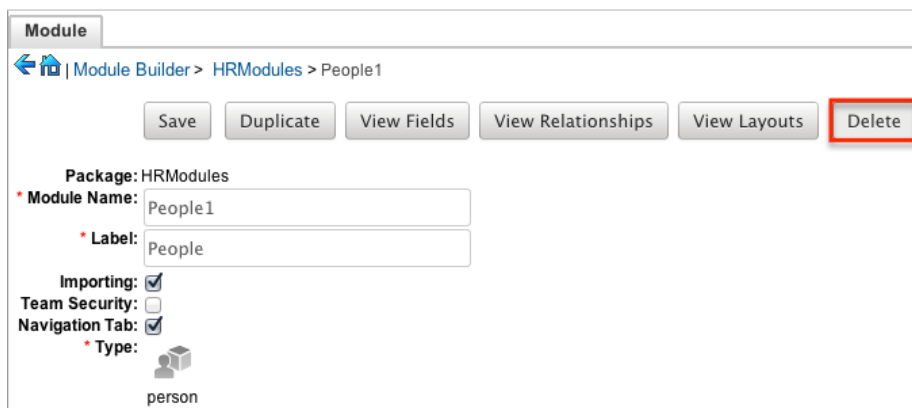 Module
| Module Builder > HRModules > People1
Save Duplicate View Fields View Relationships View Layouts Delete
Package: HRModules
* Module Name: People1
* Label: People
Importing:
Team Security:
Navigation Tab:
* Type:
person